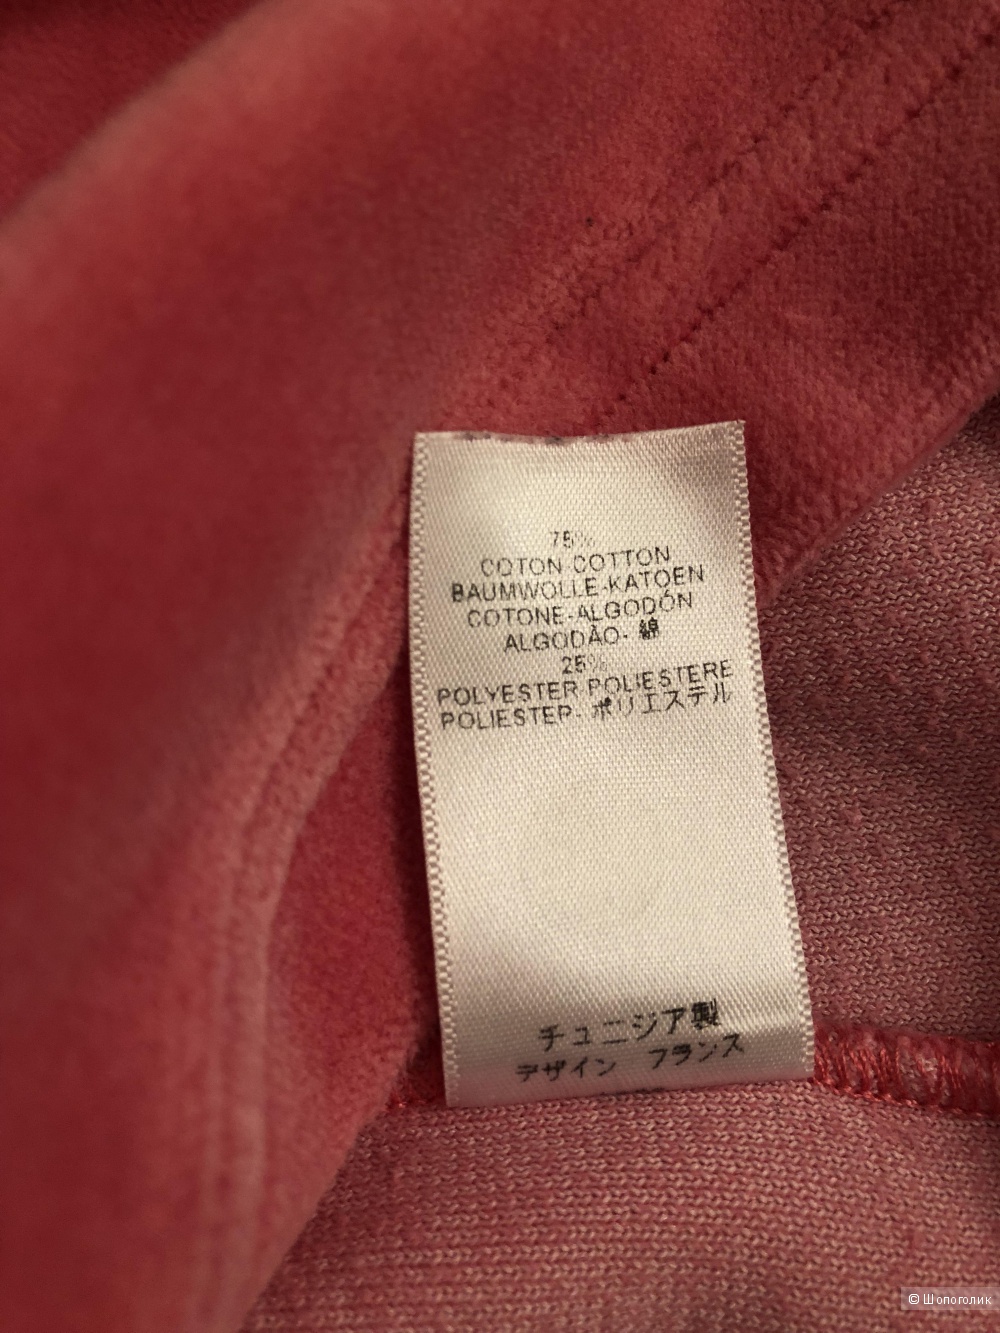 75%
COTON COTTON
BAUMWOLLE-KATOEN
COTONE-ALGODÓN
ALGODÃO- 綿
25%
POLYESTER POLIESTERE
POLIESTER- ポリエステル
チュニジア製
デザイン フランス
© Шопоголик